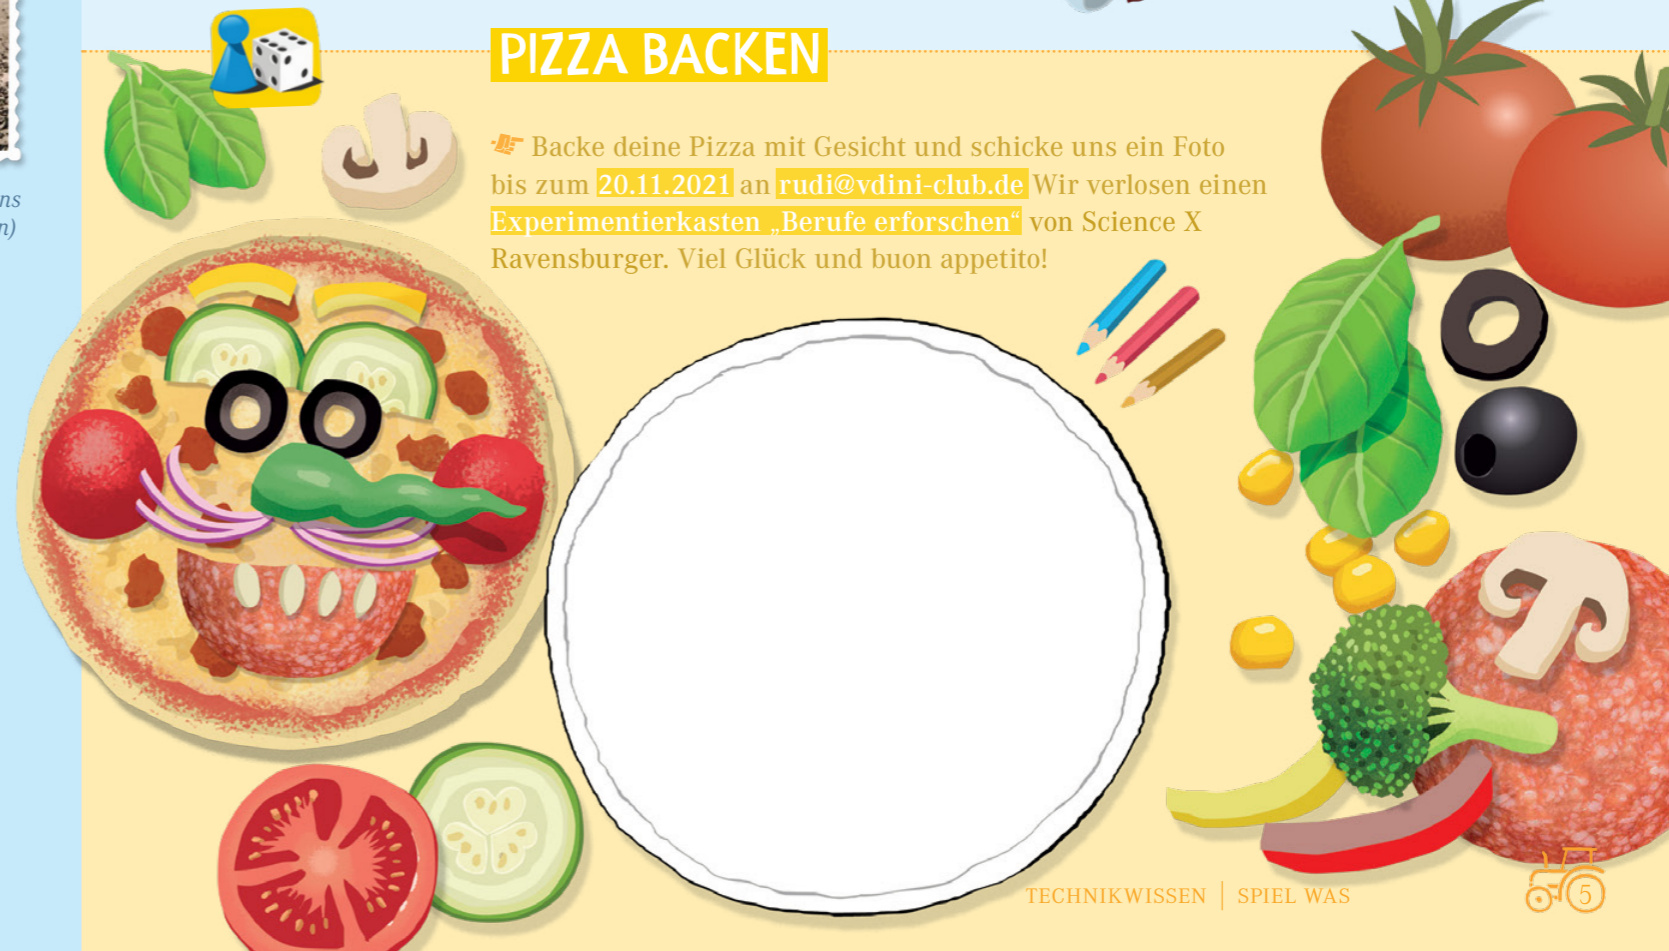 PIZZA BACKEN
Backe deine Pizza mit Gesicht und schicke uns ein Foto
bis zum 20.11.2021 an rudi@vdini-club.de Wir verlosen einen
Experimentierkasten „Berufe erforschen“ von Science X
Ravensburger. Viel Glück und buon appetito!
TECHNIKWISSEN | SPIEL WAS
5